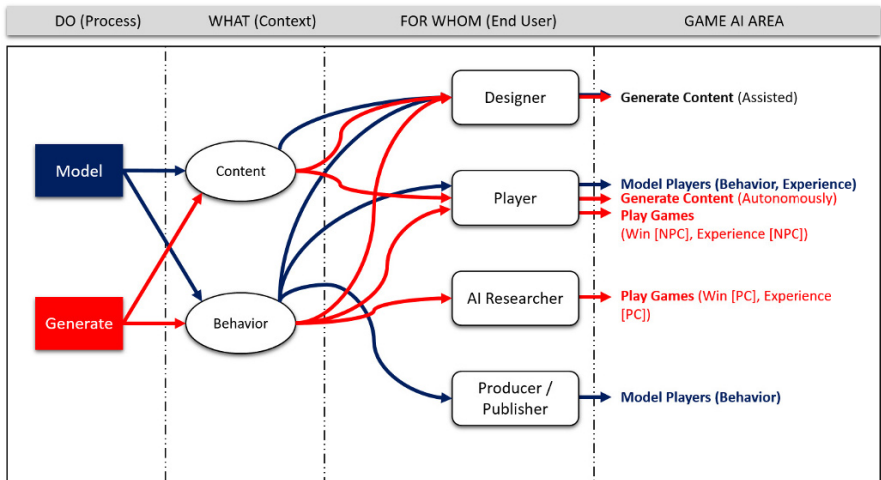 DO (Process)
WHAT (Context)
FOR WHOM (End User)
GAME AI AREA
Model
Generate
Content
Behavior
Designer
Player
AI Researcher
Producer /
Publisher
Generate Content (Assisted)
Model Players (Behavior, Experience)
Generate Content (Autonomously)
Play Games
(Win [NPC], Experience [NPC])
Play Games (Win [PC], Experience
[PC])
Model Players (Behavior)